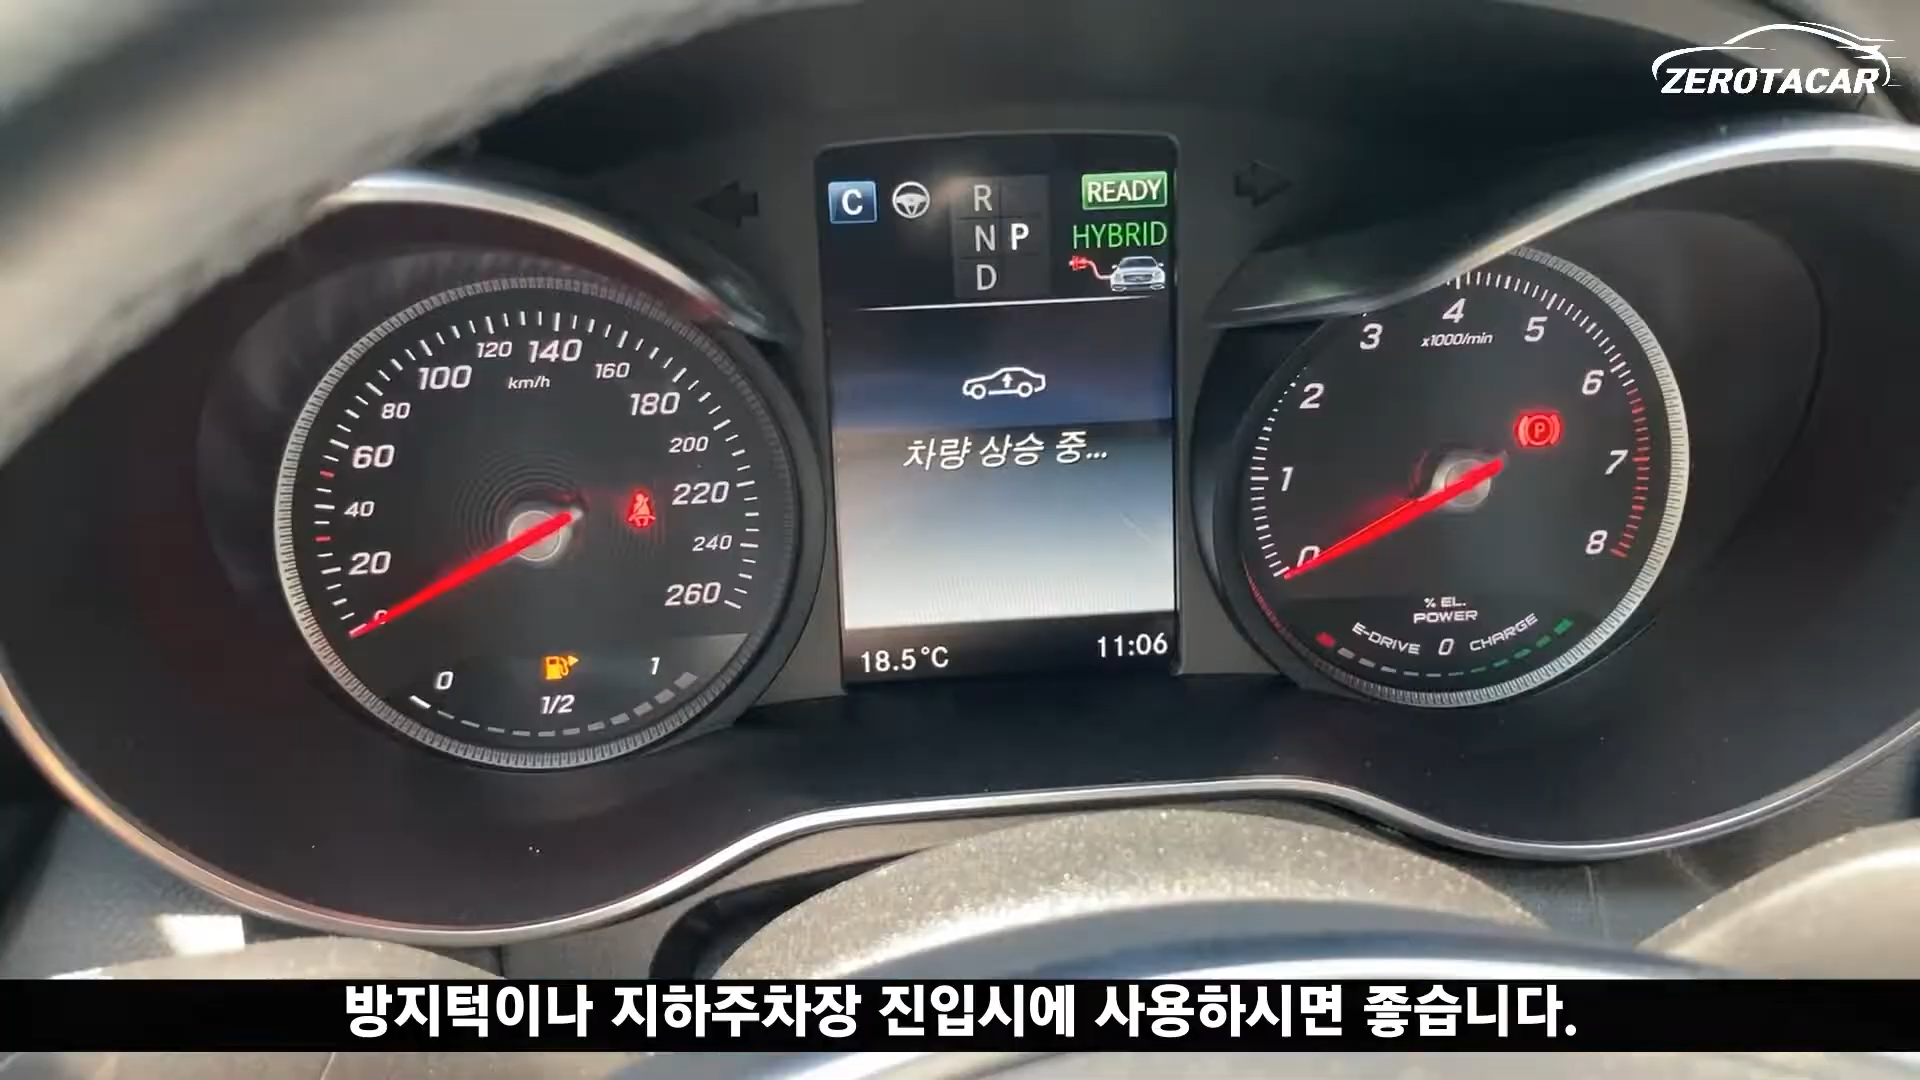 ZEROTACAR
C
R
N P
D
READY
HYBRID
차량 상승 중...
18.5°C
11:06
0
20
40
60
80
100
120
140
160
180
200
220
240
260
km/h
0
1/2
1
0
1
2
3
4
5
6
7
8
x1000/min
P
% EL.
POWER
E-DRIVE 0 CHARGE
방지턱이나 지하주차장 진입시에 사용하시면 좋습니다.